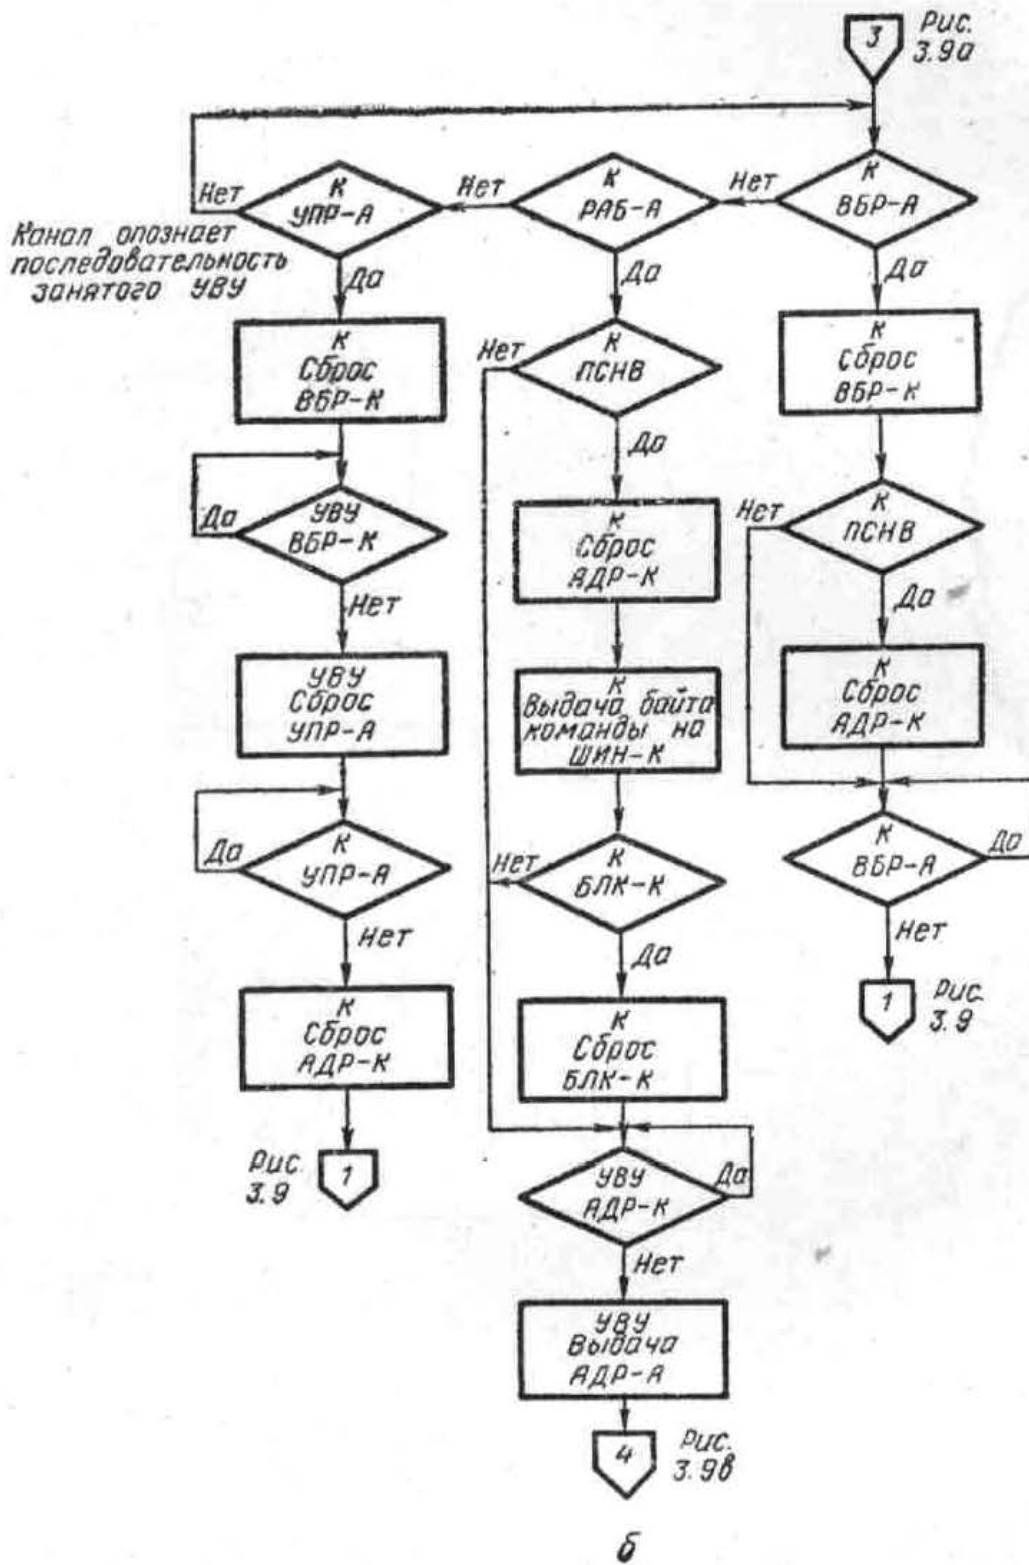 3
Рис.
3.9а
К
ВБР-А
Нет
К
РАБ-А
Нет
К
УПР-А
Нет
Канал опознает
последовательность
занятого УВУ
Да
К
Сброс
ВБР-К
УВУ
ВБР-К
Да
Нет
УВУ
Сброс
УПР-А
К
УПР-А
Да
Нет
К
Сброс
АДР-К
Рис.
3.9
1
Да
К
ПСНВ
Нет
Да
К
Сброс
АДР-К
К
Выдача байта
команды на
ШИН-К
К
БЛК-К
Нет
Да
К
Сброс
БЛК-К
УВУ
АДР-К
Да
Нет
УВУ
Выдача
АДР-А
4
Рис.
3.9в
Да
К
Сброс
ВБР-К
К
ПСНВ
Нет
Да
К
Сброс
АДР-К
К
ВБР-А
Да
Нет
1
Рис.
3.9
б